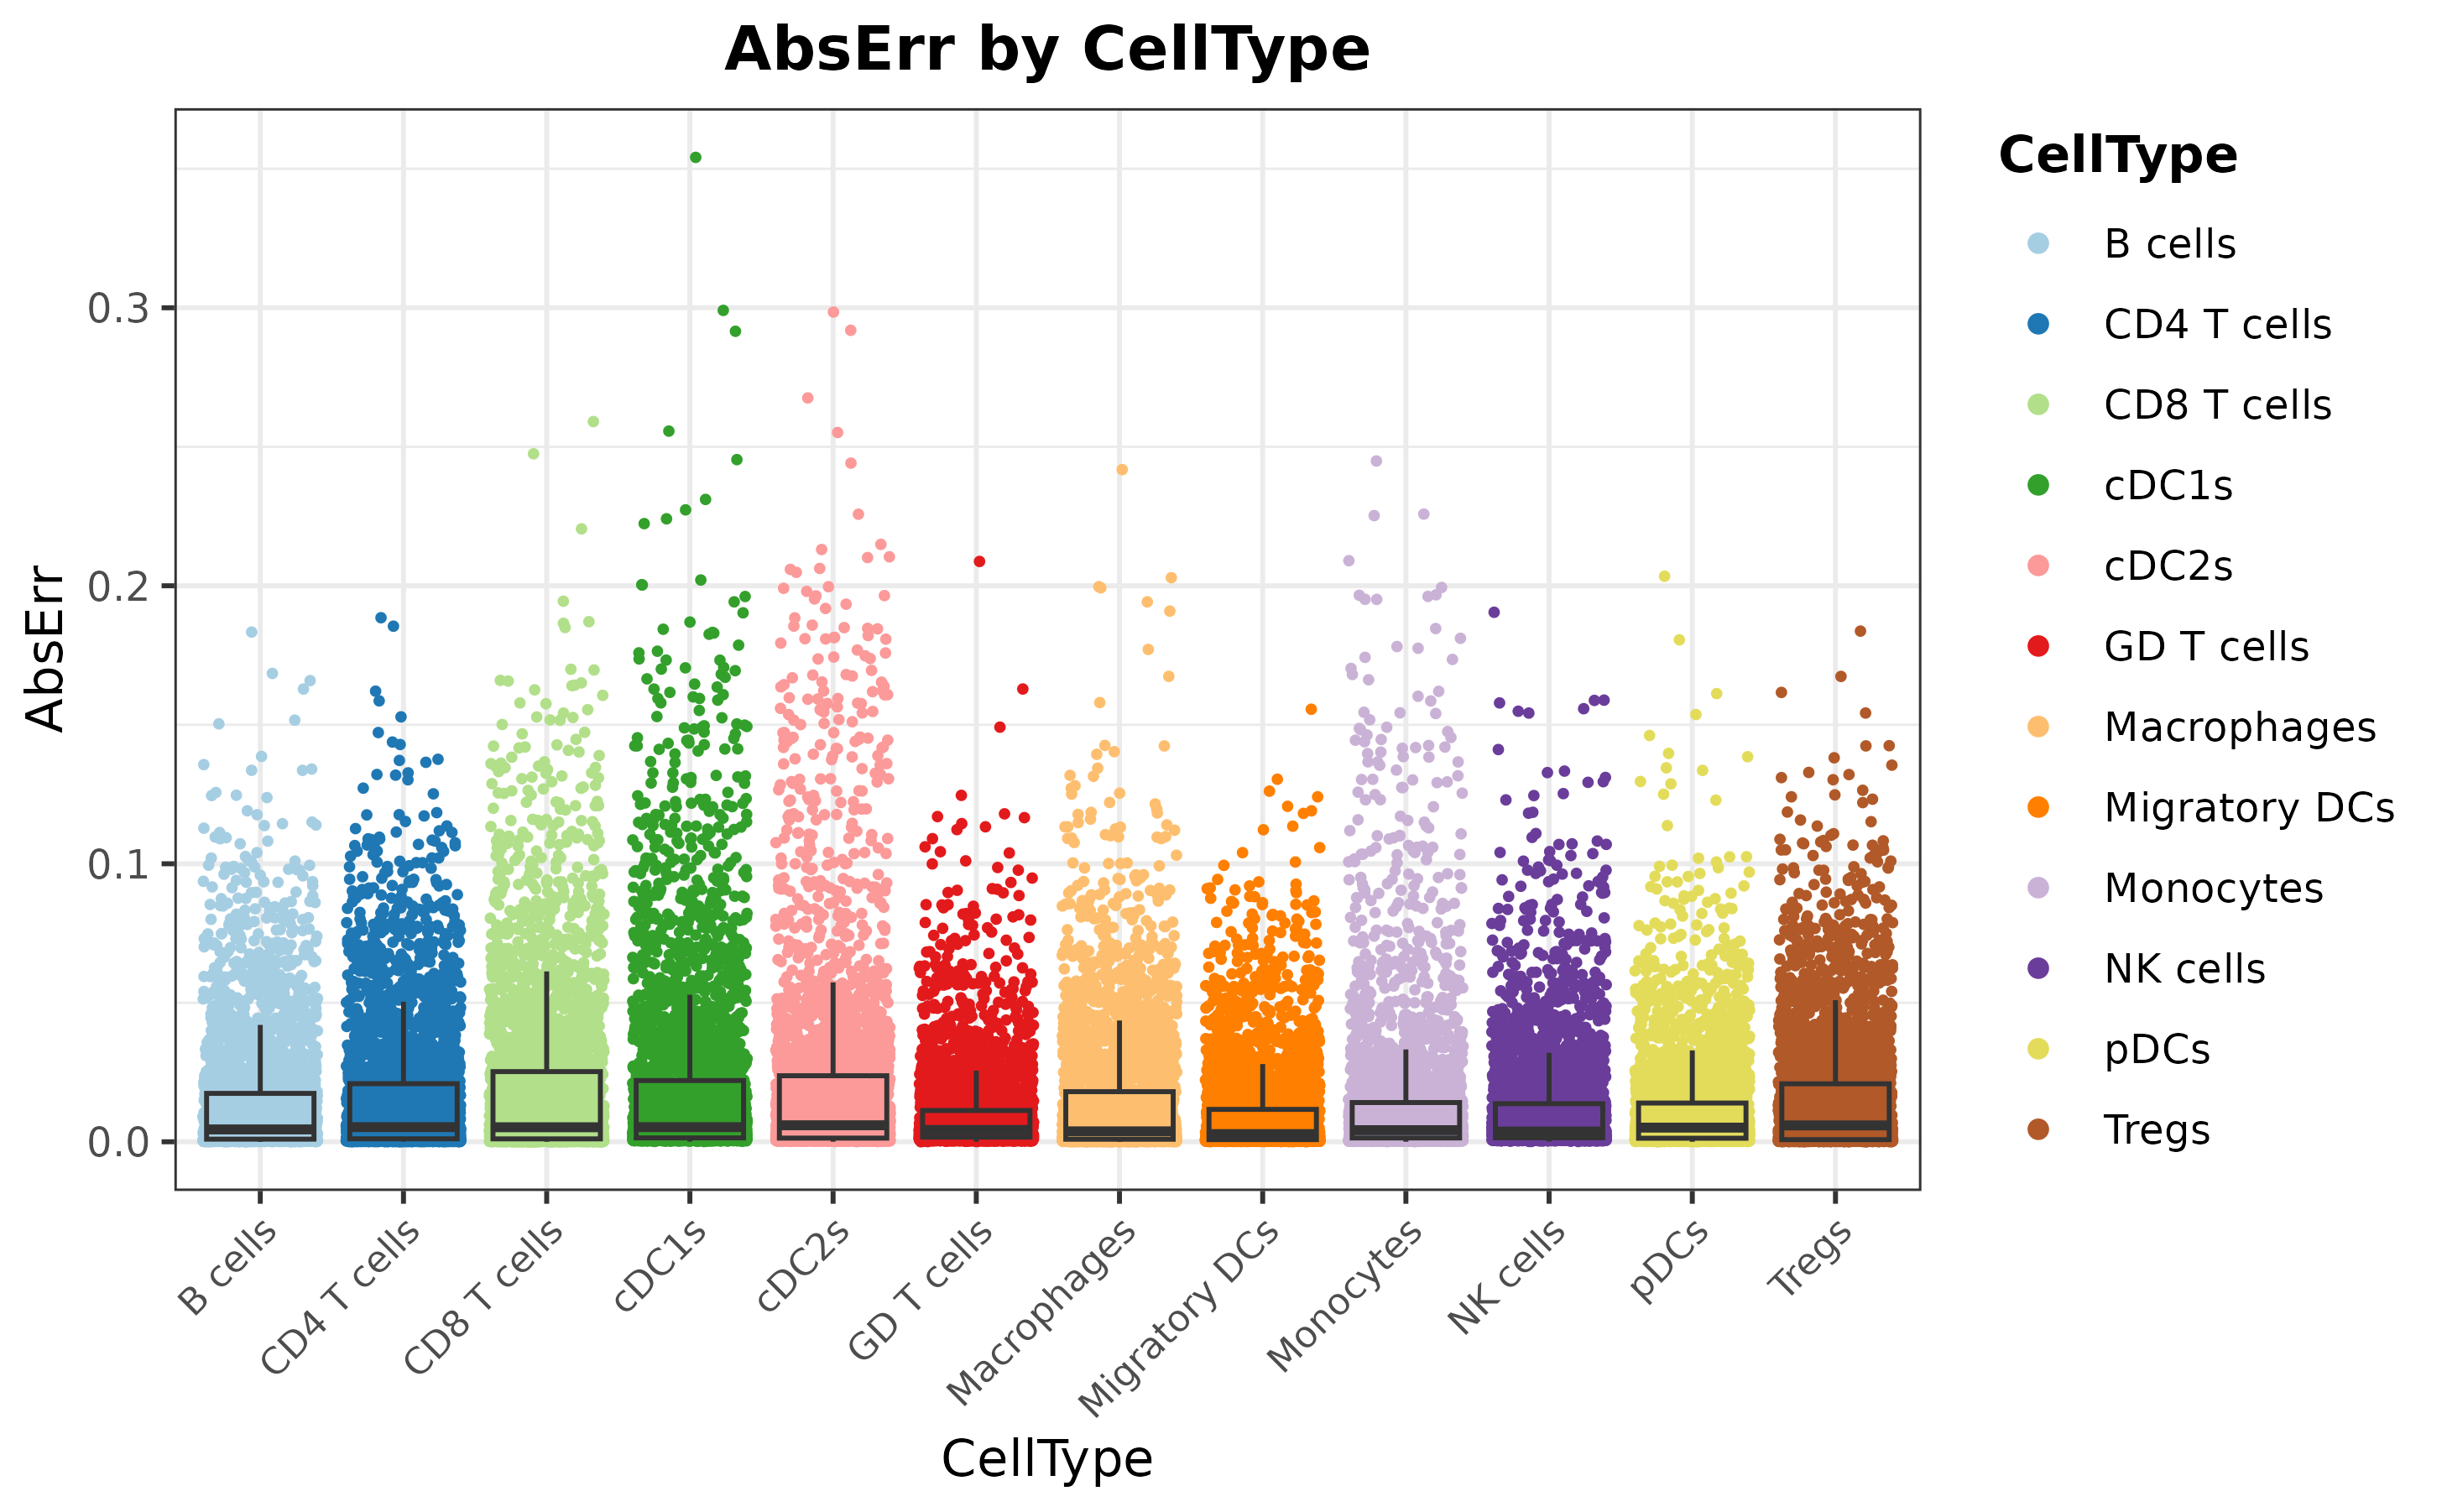 AbsErr by CellType
AbsErr
0.3
0.2
0.1
0.0
B cells
CD4 T cells
CD8 T cells
cDC1s
cDC2s
GD T cells
Macrophages
Migratory DCs
Monocytes
NK cells
pDCs
Tregs
CellType
CellType
B cells
CD4 T cells
CD8 T cells
cDC1s
cDC2s
GD T cells
Macrophages
Migratory DCs
Monocytes
NK cells
pDCs
Tregs